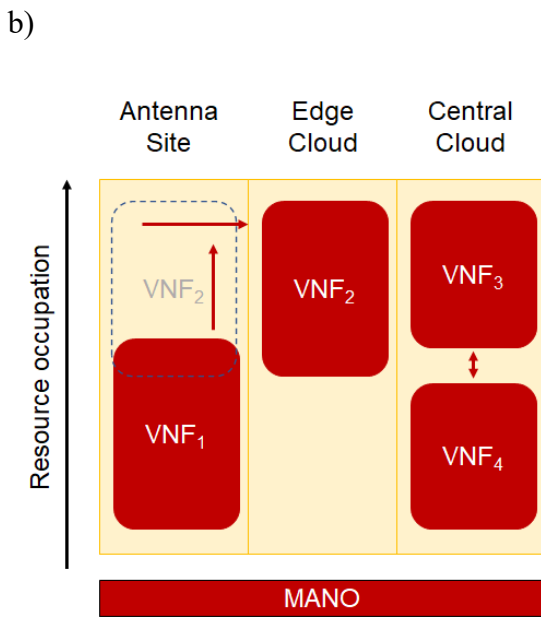 b)
Antenna
Site
Edge
Cloud
Central
Cloud
Resource occupation
VNF₂
VNF₂
VNF₃
VNF₁
VNF₄
MANO